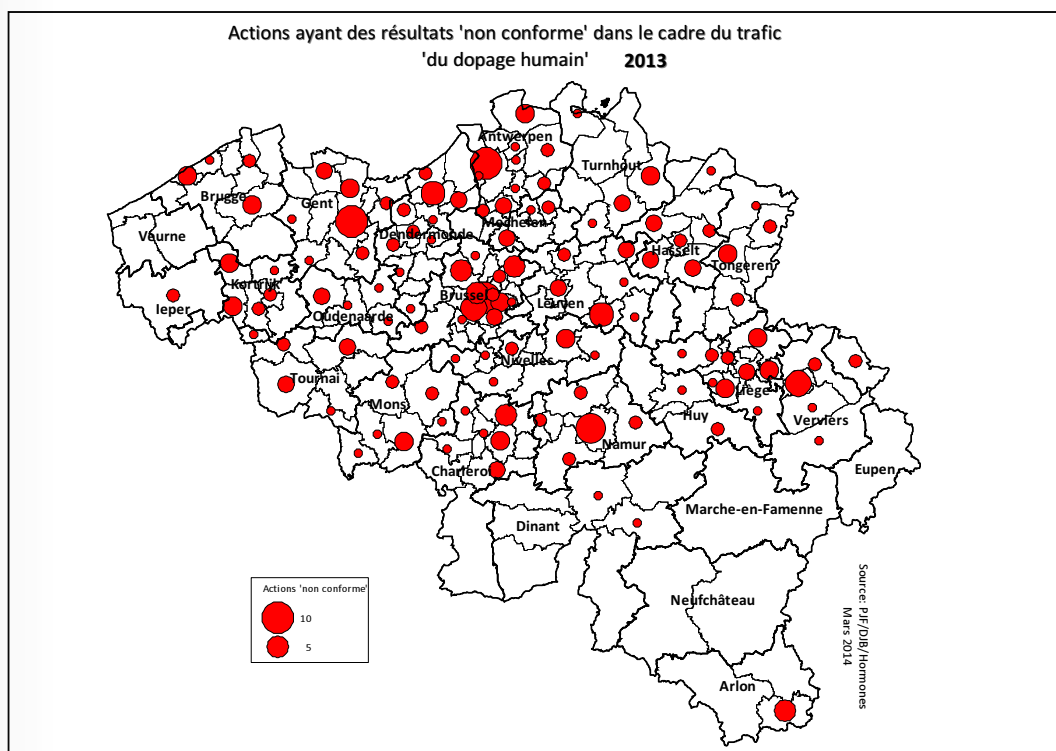 Actions ayant des résultats 'non conforme' dans le cadre du trafic
'du dopage humain' 2013
Antwerpen
Turnhout
Brugge
Gent
Mechelen
Veurne
Dendermonde
Hasselt
Tongeren
Kortrijk
Brussel
Leuven
Ieper
Oudenaarde
Nivelles
Tournai
Liège
Mons
Huy
Verviers
Namur
Charleroi
Eupen
Marche-en-Famenne
Dinant
Neufchâteau
Arlon
Actions 'non conforme'
10
5
Source: PJF/DJB/Hormones
Mars 2014